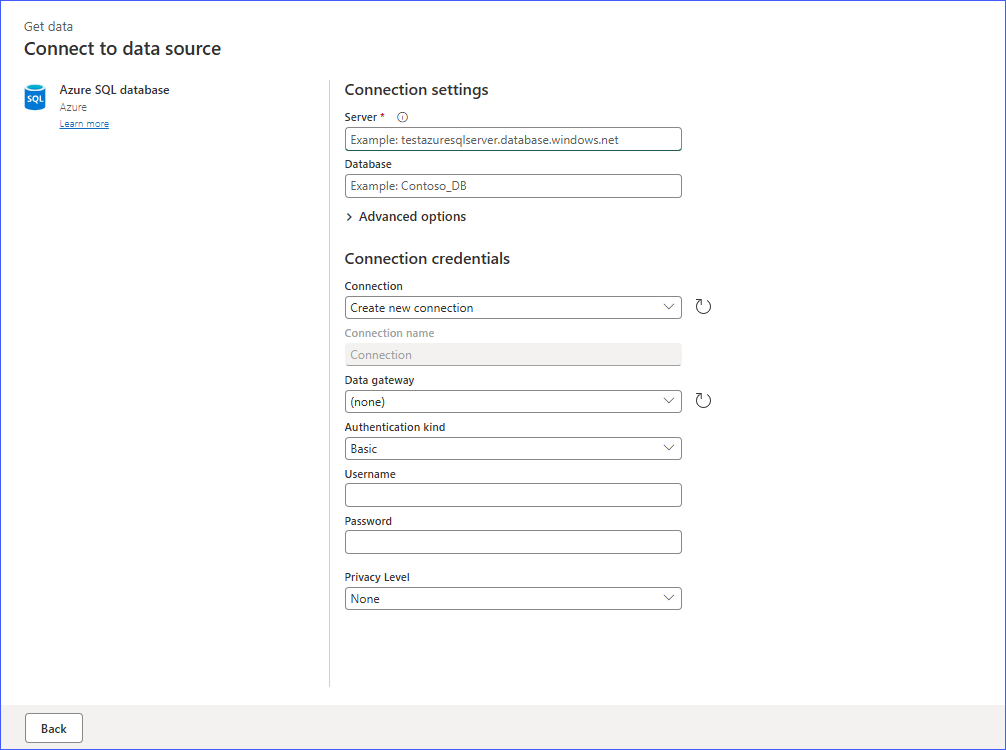 Get data
Connect to data source
SQL
Azure SQL database
Azure
Learn more
Connection settings
Server *
Example: testazuresqlserver.database.windows.net
Database
Example: Contoso_DB
Advanced options
Connection credentials
Connection
Create new connection
Connection name
Connection
Data gateway
(none)
Authentication kind
Basic
Username
Password
Privacy Level
None
Back